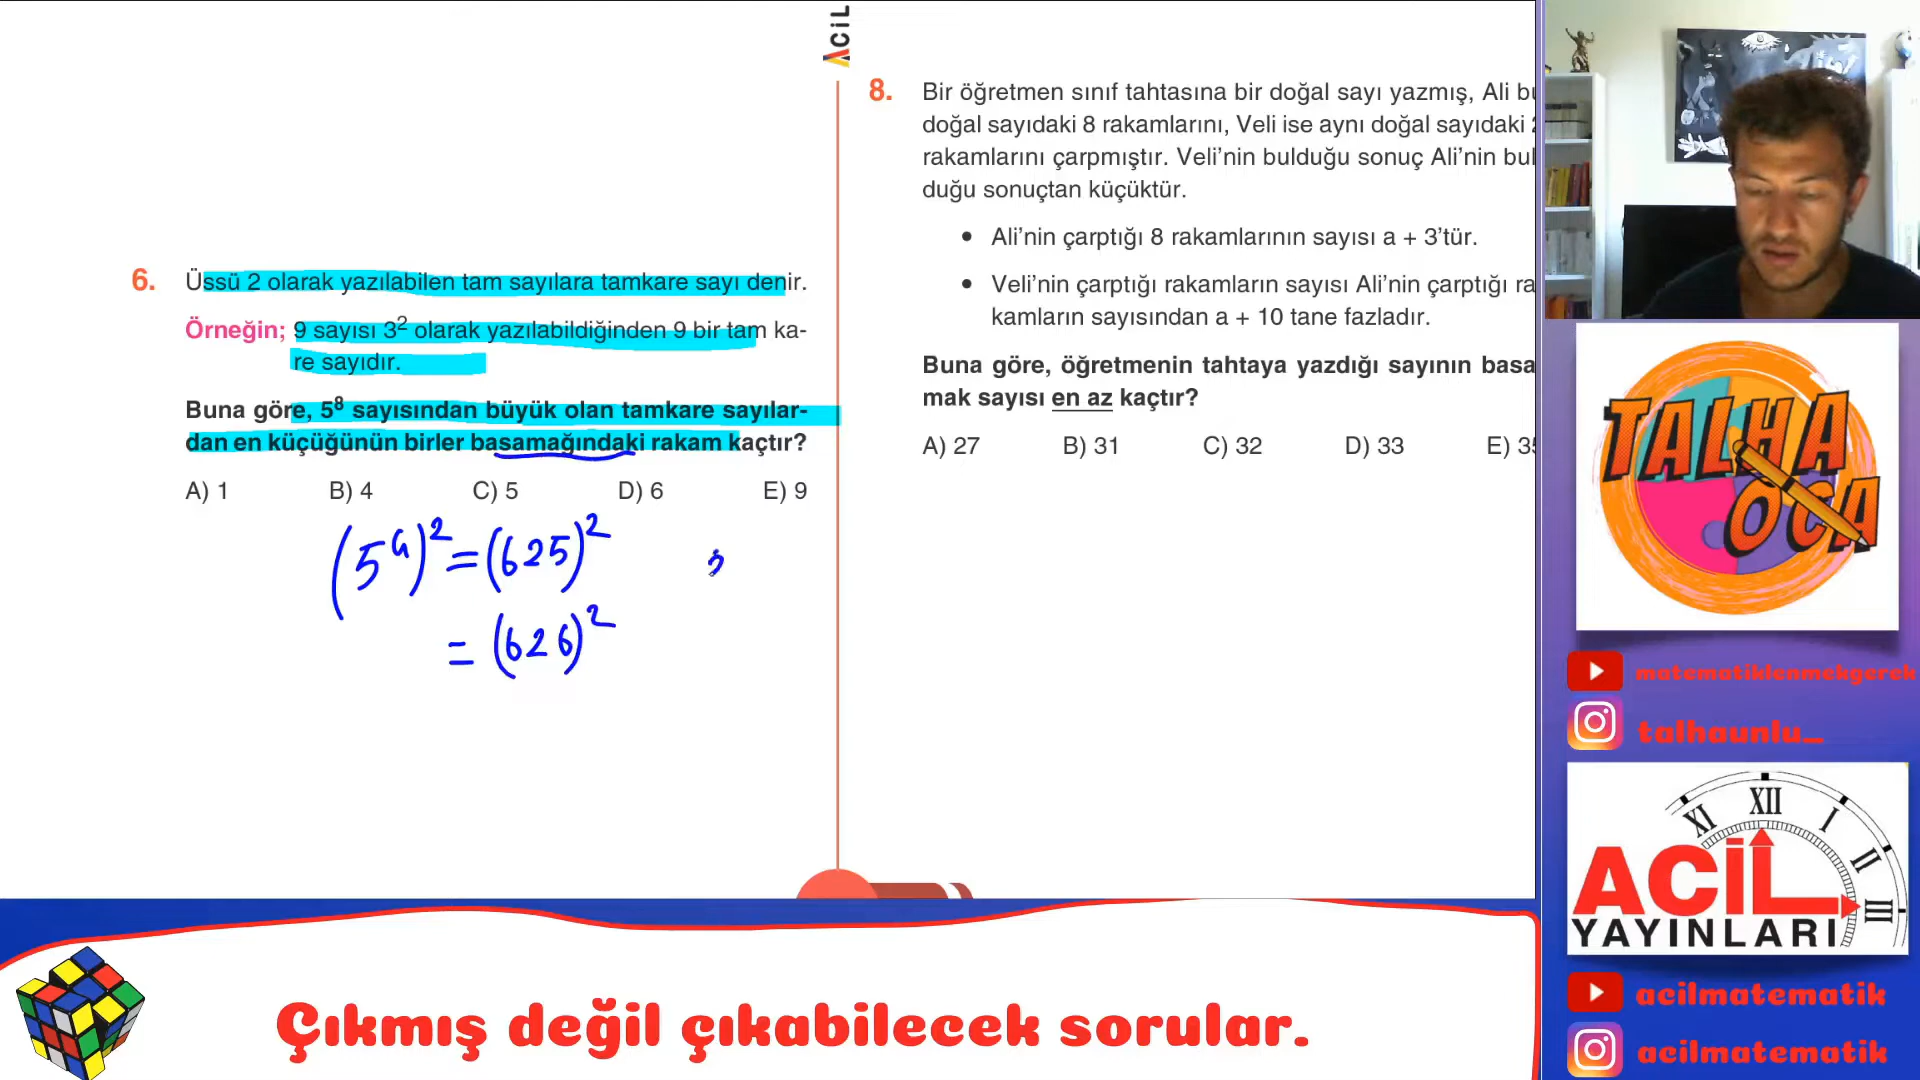 ACİL
6.
Üssü 2 olarak yazılabilen tam sayılara tamkare sayı denir.
Örneğin; 9 sayısı 3² olarak yazılabildiğinden 9 bir tam ka-
re sayıdır.
Buna göre, 5⁸ sayısından büyük olan tamkare sayılar-
dan en küçüğünün birler basamağındaki rakam kaçtır?
A) 1 B) 4 C) 5 D) 6 E) 9
(5⁴)² = (625)²
= (626)²
8.
Bir öğretmen sınıf tahtasına bir doğal sayı yazmış, Ali bu
doğal sayıdaki 8 rakamlarını, Veli ise aynı doğal sayıdaki 2
rakamlarını çarpmıştır. Veli'nin bulduğu sonuç Ali'nin bul
duğu sonuçtan küçüktür.
• Ali'nin çarptığı 8 rakamlarının sayısı a + 3'tür.
• Veli'nin çarptığı rakamların sayısı Ali'nin çarptığı ra
kamların sayısından a + 10 tane fazladır.
Buna göre, öğretmenin tahtaya yazdığı sayının basa
mak sayısı en az kaçtır?
A) 27 B) 31 C) 32 D) 33 E) 35
TALHA
OCA
matematiklenmekgerek
talhaunlu_
XI XII I II III
ACİL
YAYINLARI
acilmatematik
acilmatematik
Çıkmış değil çıkabilecek sorular.